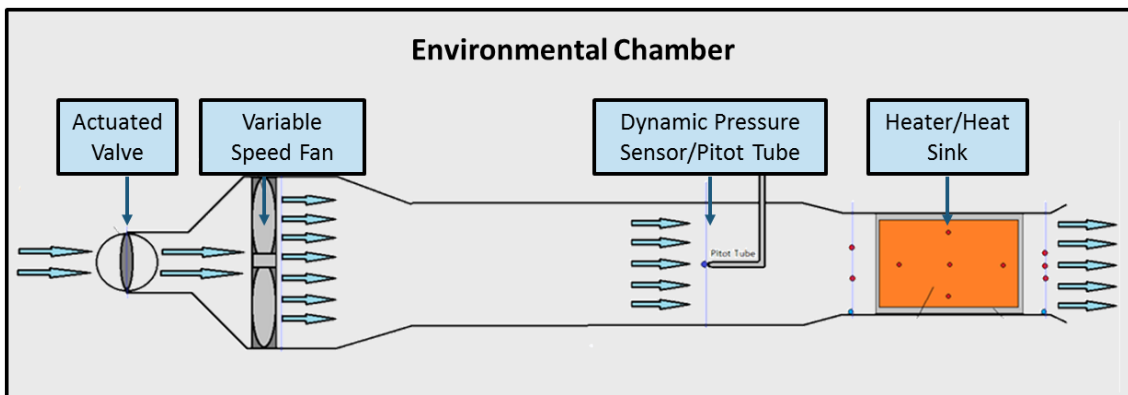 Environmental Chamber
Actuated
Valve
Variable
Speed Fan
Dynamic Pressure
Sensor/Pitot Tube
Heater/Heat
Sink
Pitot Tube